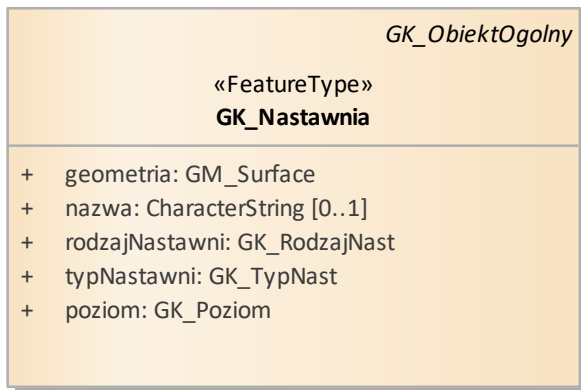 GK_ObiektOgolny
«FeatureType»
GK_Nastawnia
+ geometria: GM_Surface
+ nazwa: CharacterString [0..1]
+ rodzajNastawni: GK_RodzajNast
+ typNastawni: GK_TypNast
+ poziom: GK_Poziom